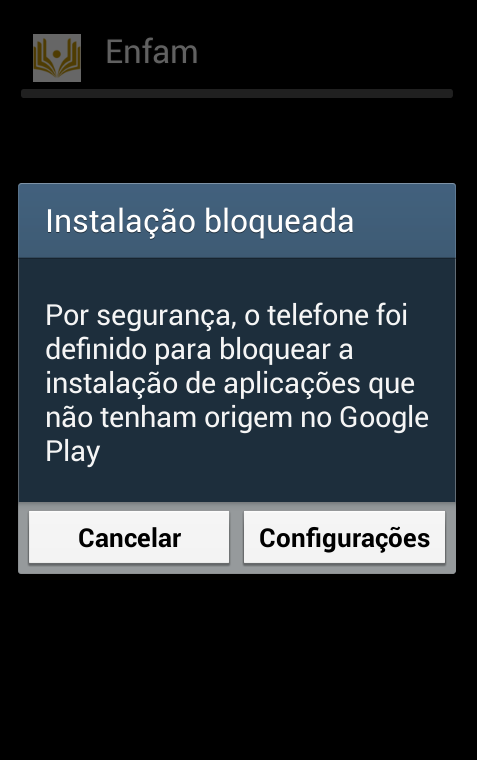 Enfam
Instalação bloqueada
Por segurança, o telefone foi
definido para bloquear a
instalação de aplicações que
não tenham origem no Google
Play
Cancelar
Configurações